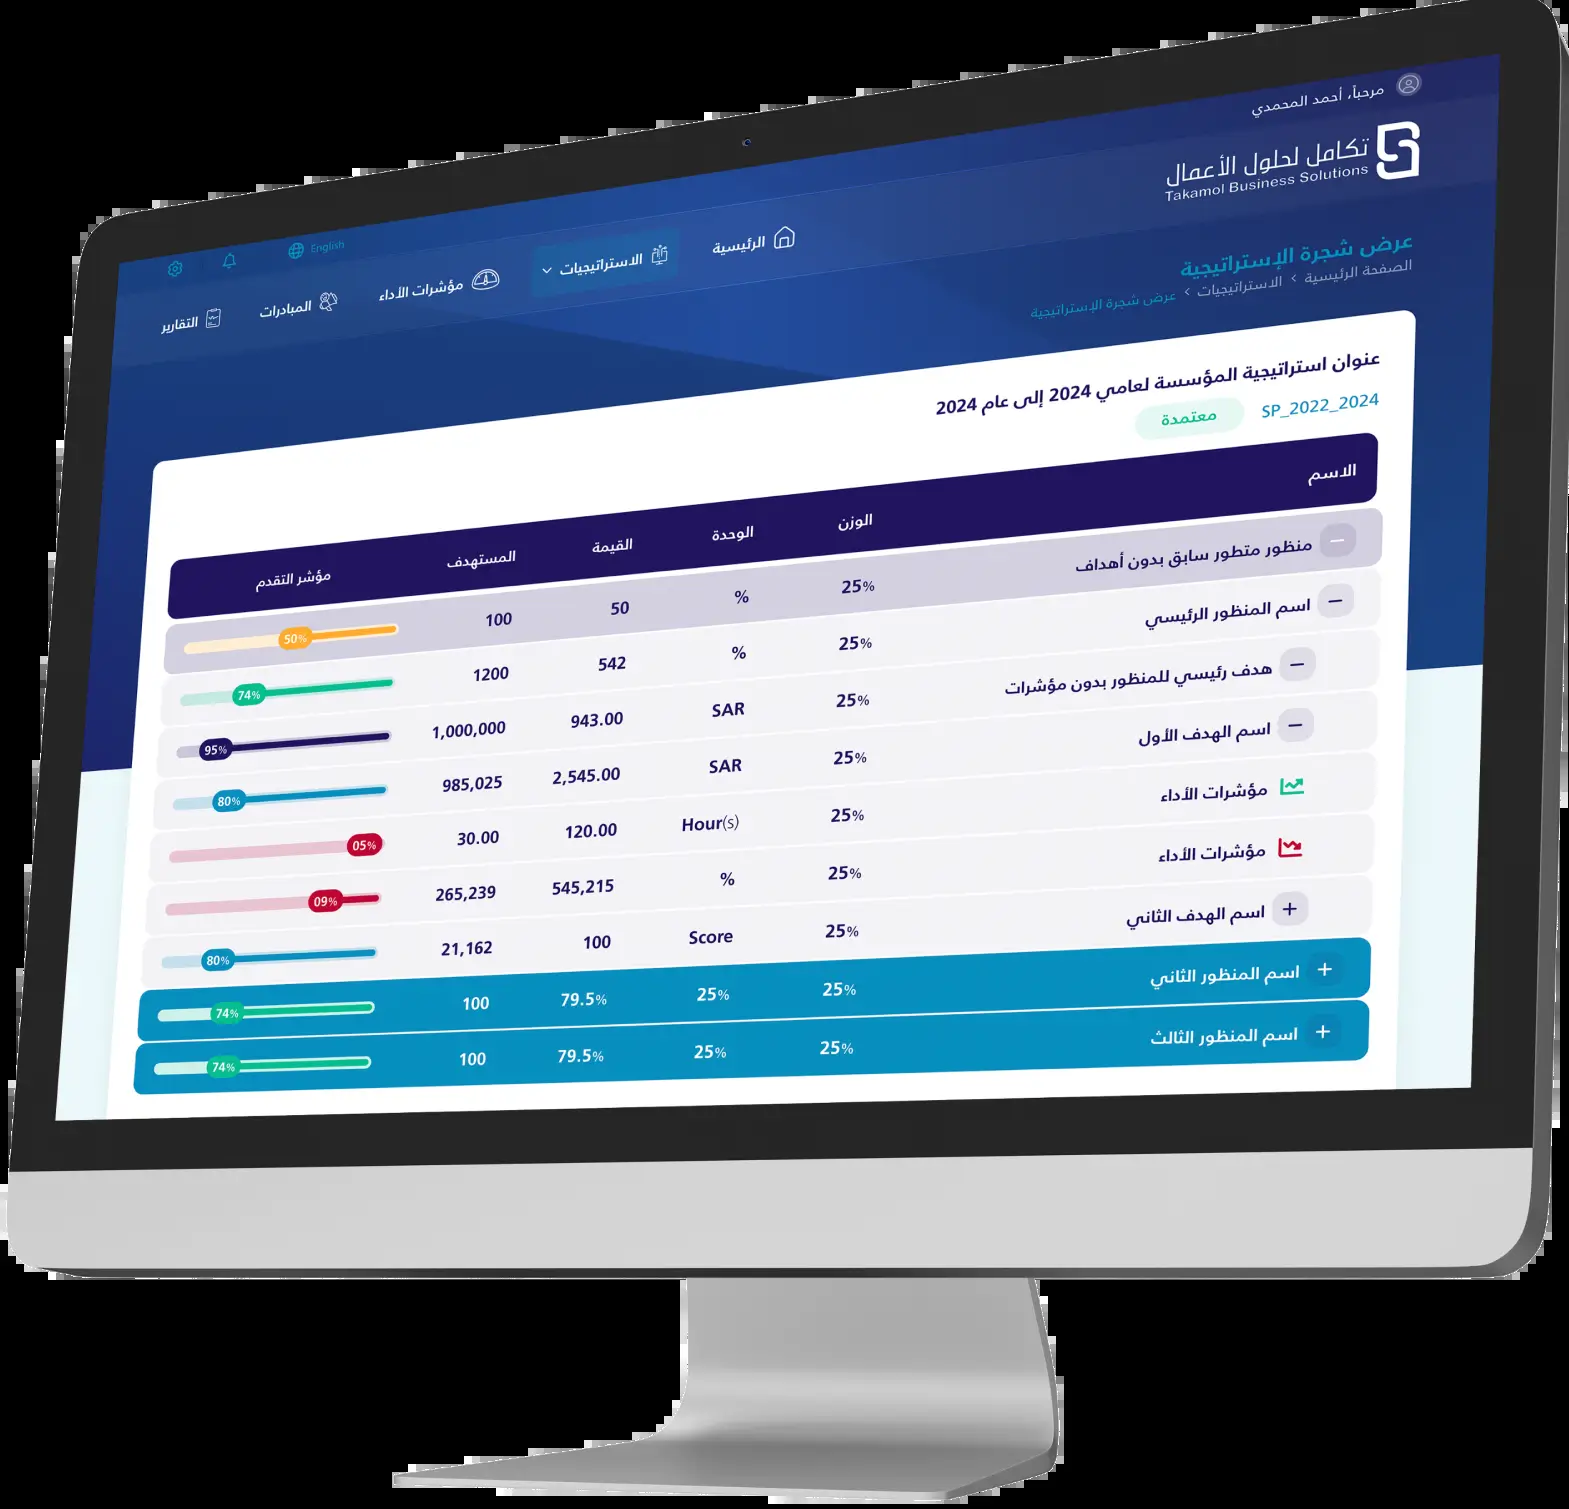 مرحباً، أحمد المحمدي
تكامل لحلول الأعمال
Takamol Business Solutions
English
الرئيسية
الاستراتيجيات
مؤشرات الأداء
المبادرات
التقارير
عرض شجرة الإستراتيجية
الصفحة الرئيسية > الاستراتيجيات > عرض شجرة الإستراتيجية
عنوان استراتيجية المؤسسة لعامي 2024 إلى عام 2024
SP_2022_2024 معتمدة
الاسم الوزن الوحدة القيمة المستهدف مؤشر التقدم
منظور متطور سابق بدون أهداف 25% % 50 100 50%
اسم المنظور الرئيسي 25% % 542 1200 74%
هدف رئيسي للمنظور بدون مؤشرات 25% SAR 943.00 1,000,000 95%
اسم الهدف الأول 25% SAR 2,545.00 985,025 80%
مؤشرات الأداء 25% Hour(s) 120.00 30.00 05%
مؤشرات الأداء 25% % 545,215 265,239 09%
اسم الهدف الثاني 25% Score 100 21,162 80%
اسم المنظور الثاني 25% 25% 79.5% 100 74%
اسم المنظور الثالث 25% 25% 79.5% 100 74%